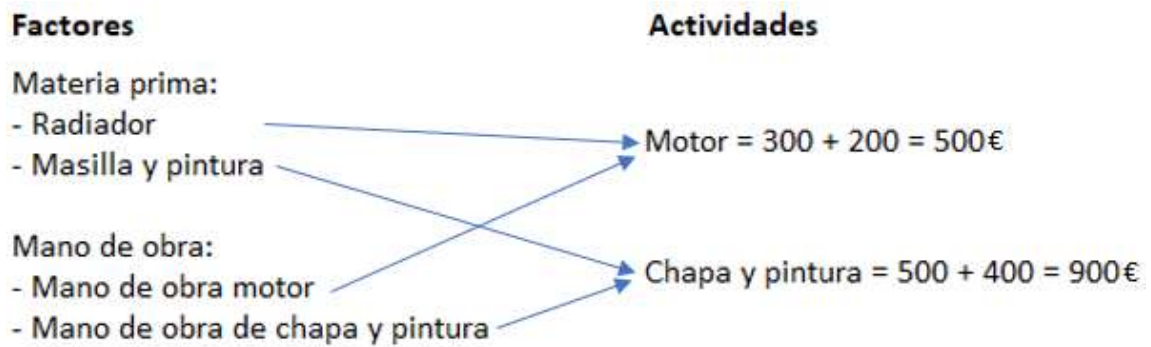 Factores
Actividades
Materia prima:
- Radiador
- Masilla y pintura
Motor = 300 + 200 = 500€
Mano de obra:
- Mano de obra motor
- Mano de obra de chapa y pintura
Chapa y pintura = 500 + 400 = 900€